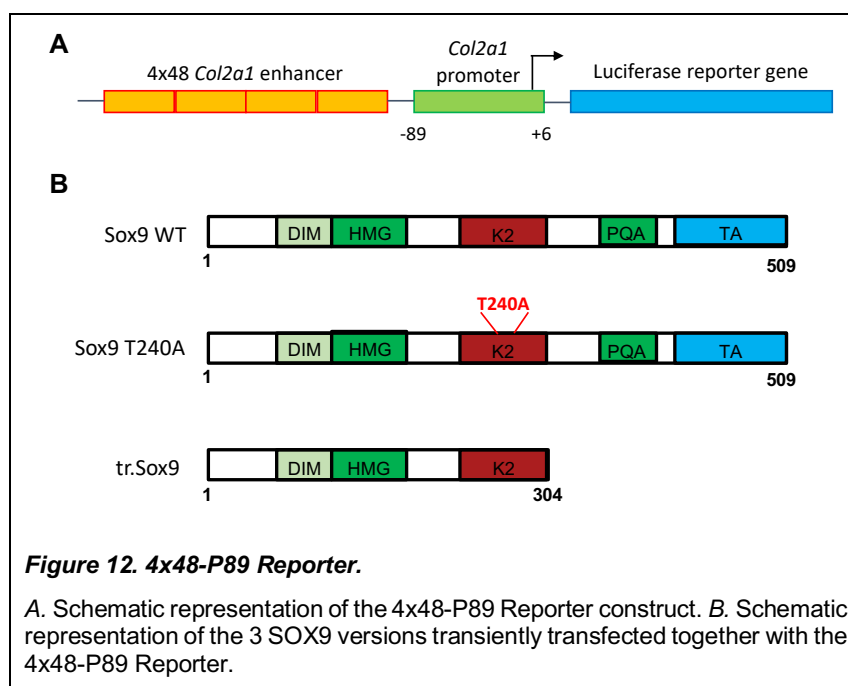 A
4x48 Col2a1 enhancer
Col2a1
promoter
Luciferase reporter gene
-89
+6
B
Sox9 WT
DIM
HMG
K2
PQA
TA
1
509
T240A
Sox9 T240A
DIM
HMG
K2
PQA
TA
1
509
tr.Sox9
DIM
HMG
K2
1
304
Figure 12. 4x48-P89 Reporter.
A. Schematic representation of the 4x48-P89 Reporter construct. B. Schematic
representation of the 3 SOX9 versions transiently transfected together with the
4x48-P89 Reporter.